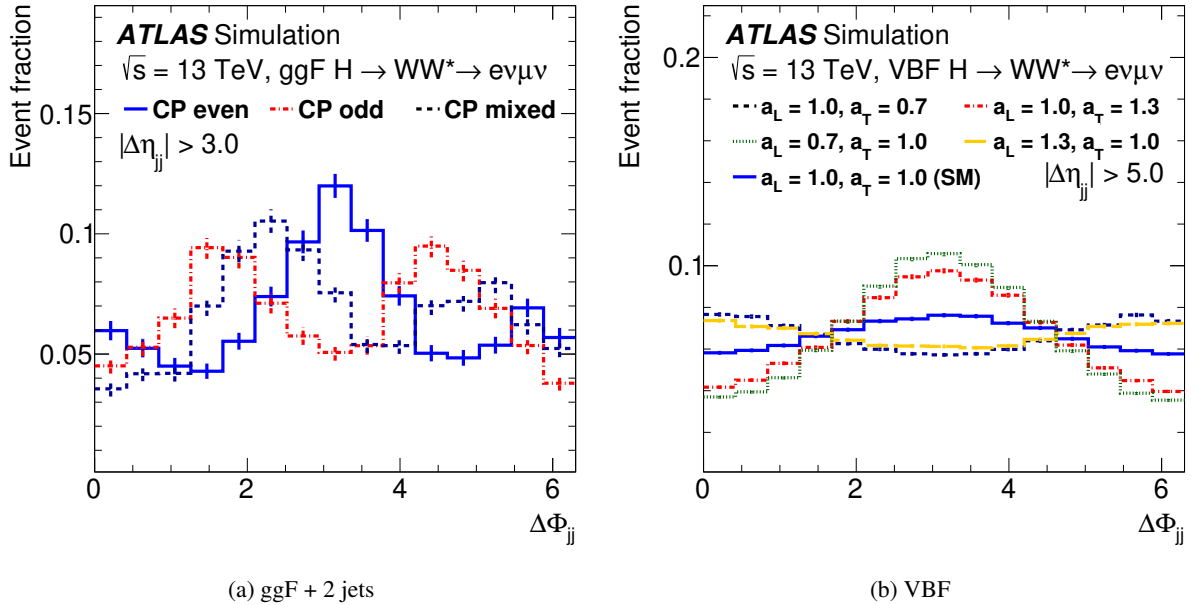 ATLAS Simulation
√s = 13 TeV, ggF H → WW* → eνμν
CP even CP odd CP mixed
|Δη_jj| > 3.0
Event fraction
0.15
0.1
0.05
0 2 4 6
ΔΦ_jj
(a) ggF + 2 jets
ATLAS Simulation
√s = 13 TeV, VBF H → WW* → eνμν
a_L = 1.0, a_T = 0.7 a_L = 1.0, a_T = 1.3
a_L = 0.7, a_T = 1.0 a_L = 1.3, a_T = 1.0
a_L = 1.0, a_T = 1.0 (SM) |Δη_jj| > 5.0
Event fraction
0.2
0.1
0 2 4 6
ΔΦ_jj
(b) VBF